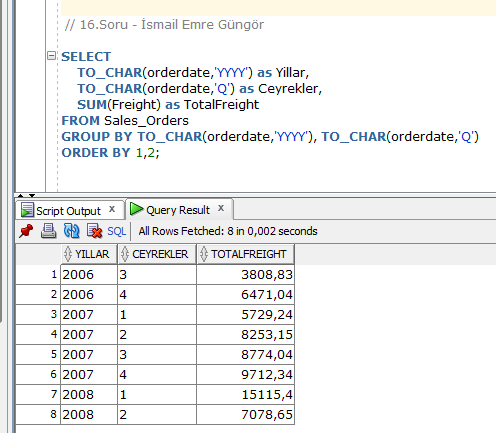 // 16.Soru - İsmail Emre Güngör
SELECT
TO_CHAR(orderdate,'YYYY') as Yillar,
TO_CHAR(orderdate,'Q') as Ceyrekler,
SUM(Freight) as TotalFreight
FROM Sales_Orders
GROUP BY TO_CHAR(orderdate,'YYYY'), TO_CHAR(orderdate,'Q')
ORDER BY 1,2;
Script Output x Query Result x
SQL | All Rows Fetched: 8 in 0,002 seconds
YILLAR CEYREKLER TOTALFREIGHT
1 2006 3 3808,83
2 2006 4 6471,04
3 2007 1 5729,24
4 2007 2 8253,15
5 2007 3 8774,04
6 2007 4 9712,34
7 2008 1 15115,4
8 2008 2 7078,65